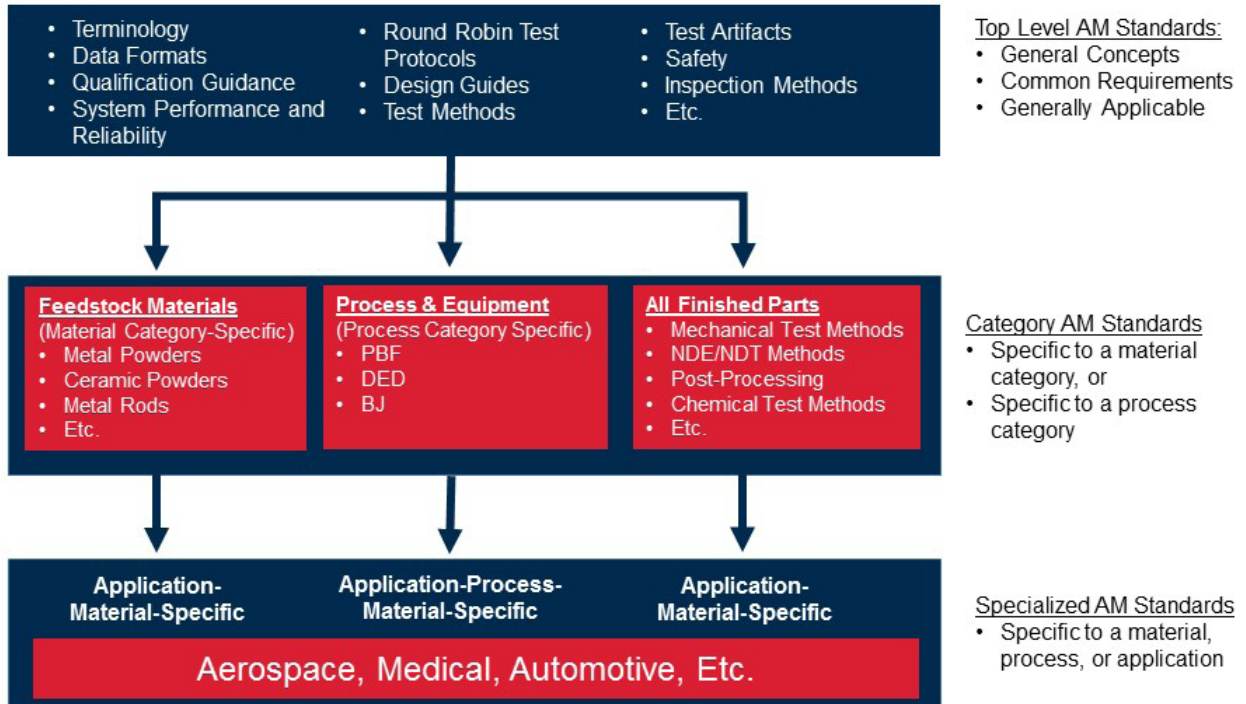 • Terminology
• Data Formats
• Qualification Guidance
• System Performance and
Reliability
• Round Robin Test
Protocols
• Design Guides
• Test Methods
• Test Artifacts
• Safety
• Inspection Methods
• Etc.
Top Level AM Standards:
• General Concepts
• Common Requirements
• Generally Applicable
Feedstock Materials
(Material Category-Specific)
• Metal Powders
• Ceramic Powders
• Metal Rods
• Etc.
Process & Equipment
(Process Category Specific)
• PBF
• DED
• BJ
All Finished Parts
• Mechanical Test Methods
• NDE/NDT Methods
• Post-Processing
• Chemical Test Methods
• Etc.
Category AM Standards
• Specific to a material
category, or
• Specific to a process
category
Application-
Material-Specific
Application-Process-
Material-Specific
Application-
Material-Specific
Aerospace, Medical, Automotive, Etc.
Specialized AM Standards
• Specific to a material,
process, or application